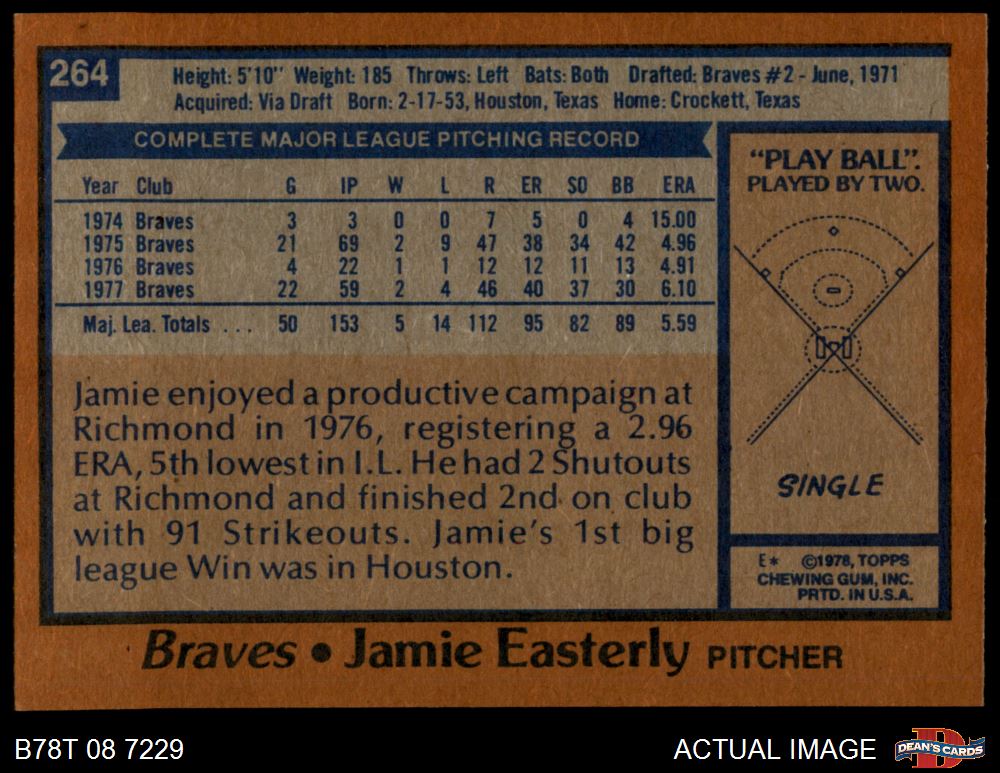 264
Height: 5'10" Weight: 185 Throws: Left Bats: Both Drafted: Braves #2 - June, 1971
Acquired: Via Draft Born: 2-17-53, Houston, Texas Home: Crockett, Texas
COMPLETE MAJOR LEAGUE PITCHING RECORD
Year Club G IP W L R ER SO BB ERA
1974 Braves 3 3 0 0 7 5 0 4 15.00
1975 Braves 21 69 2 9 47 38 34 42 4.96
1976 Braves 4 22 1 1 12 12 11 13 4.91
1977 Braves 22 59 2 4 46 40 37 30 6.10
Maj. Lea. Totals . . . 50 153 5 14 112 95 82 89 5.59
Jamie enjoyed a productive campaign at
Richmond in 1976, registering a 2.96
ERA, 5th lowest in I.L. He had 2 Shutouts
at Richmond and finished 2nd on club
with 91 Strikeouts. Jamie's 1st big
league Win was in Houston.
"PLAY BALL".
PLAYED BY TWO.
SINGLE
E* ©1978, TOPPS
CHEWING GUM, INC.
PRTD. IN U.S.A.
Braves • Jamie Easterly PITCHER
B78T 08 7229
ACTUAL IMAGE
DEAN'S CARDS